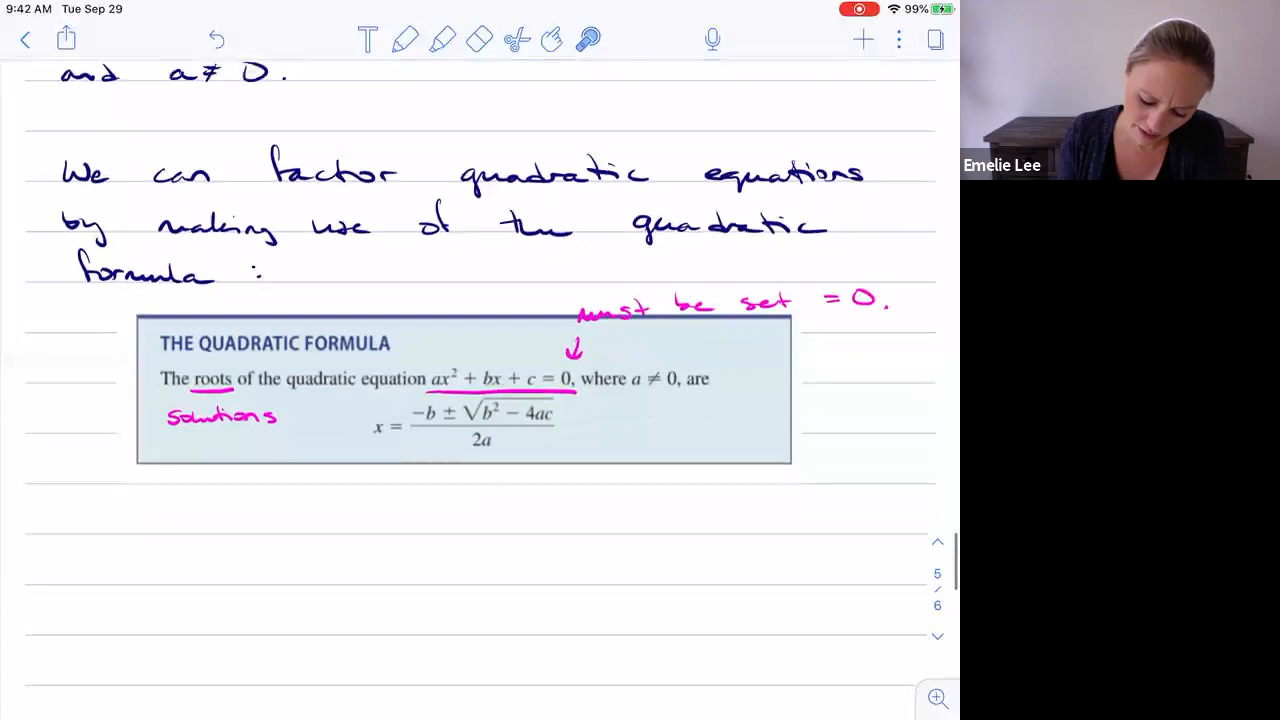 9:42 AM Tue Sep 29
99%
and a ≠ 0.
We can factor quadratic equations
by making use of the quadratic
formula :
must be set = 0.
THE QUADRATIC FORMULA
The roots of the quadratic equation ax² + bx + c = 0, where a ≠ 0, are
solutions
x = (-b ± √(b² - 4ac)) / 2a
5
/
6
Emelie Lee